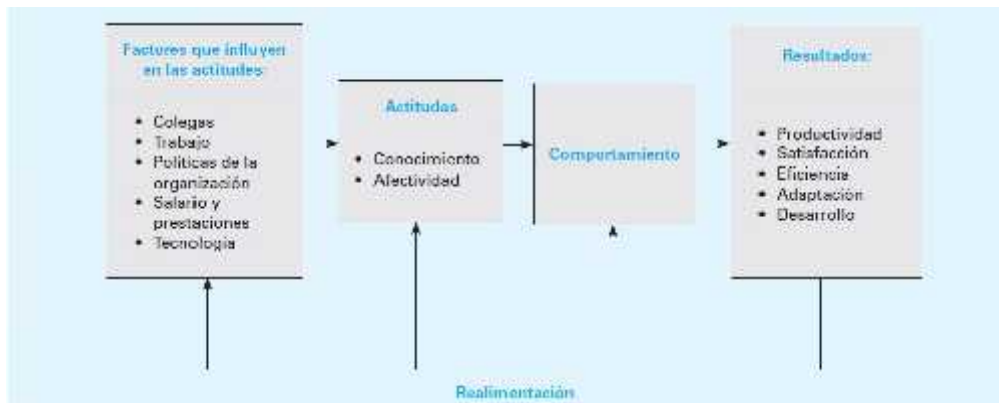 Factores que influyen
en las actitudes
• Colegas
• Trabajo
• Políticas de la
organización
• Salario y
prestaciones
• Tecnología
Actitudes
• Conocimiento
• Afectividad
Comportamiento
Resultados:
• Productividad
• Satisfacción
• Eficiencia
• Adaptación
• Desarrollo
Realimentación